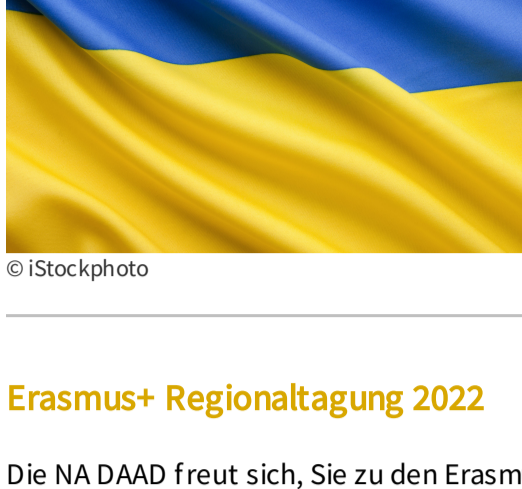 © iStockphoto
Erasmus+ Regionaltagung 2022
Die NA DAAD freut sich, Sie zu den Erasm